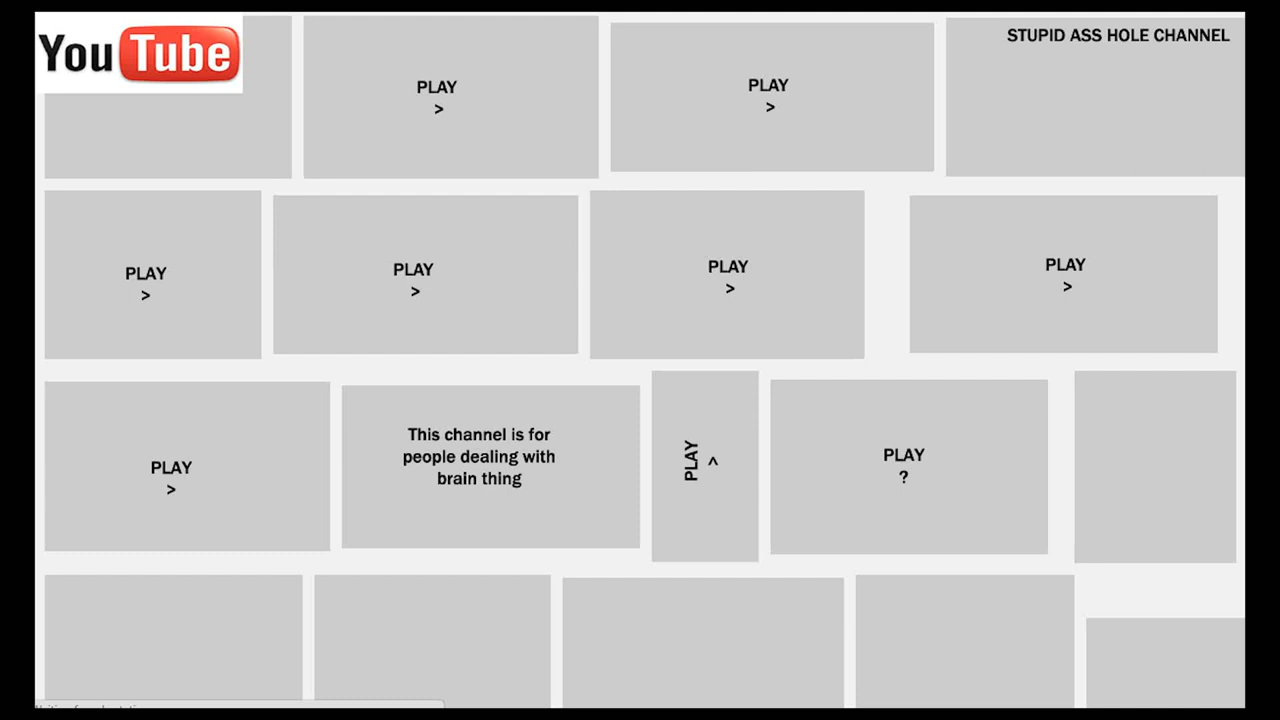 YouTube
STUPID ASS HOLE CHANNEL
PLAY
>
PLAY
>
PLAY
>
PLAY
>
PLAY
>
PLAY
>
PLAY
>
This channel is for
people dealing with
brain thing
PLAY
^
PLAY
?